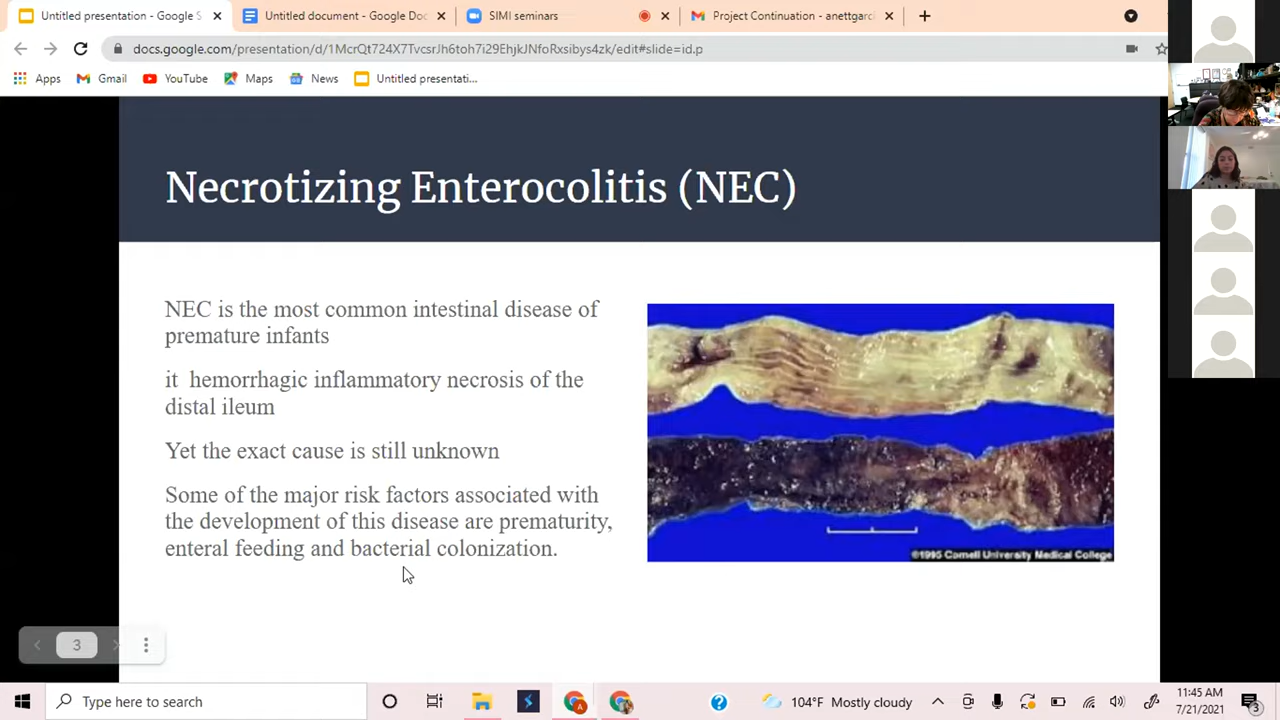 Untitled presentation - Google S
Untitled document - Google Doc
SIMI seminars
Project Continuation - anettgarc
docs.google.com/presentation/d/1McrQt724X7TvcsrJh6toh7i29EhjkJNfoRxsibys4zk/edit#slide=id.p
Apps
Gmail
YouTube
Maps
News
Untitled presentati...
Necrotizing Enterocolitis (NEC)
NEC is the most common intestinal disease of
premature infants
it hemorrhagic inflammatory necrosis of the
distal ileum
Yet the exact cause is still unknown
Some of the major risk factors associated with
the development of this disease are prematurity,
enteral feeding and bacterial colonization.
©1995 Cornell University Medical College
3
Type here to search
104°F Mostly cloudy
11:45 AM
7/21/2021
3